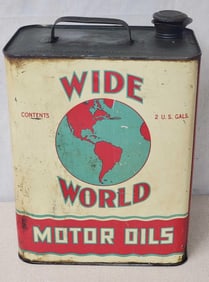 WIDE
CONTENTS
2 U.S. GALS.
WORLD
MOTOR OILS